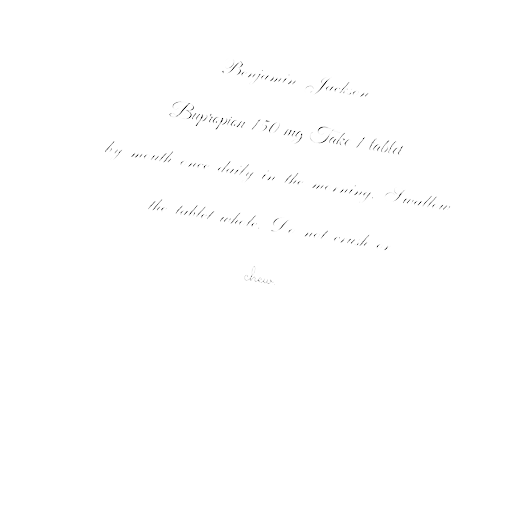 Benjamin Jackson
Bupropion 150 mg Take 1 tablet
by mouth once daily in the morning. Swallow
the tablet whole. Do not crush or
chew